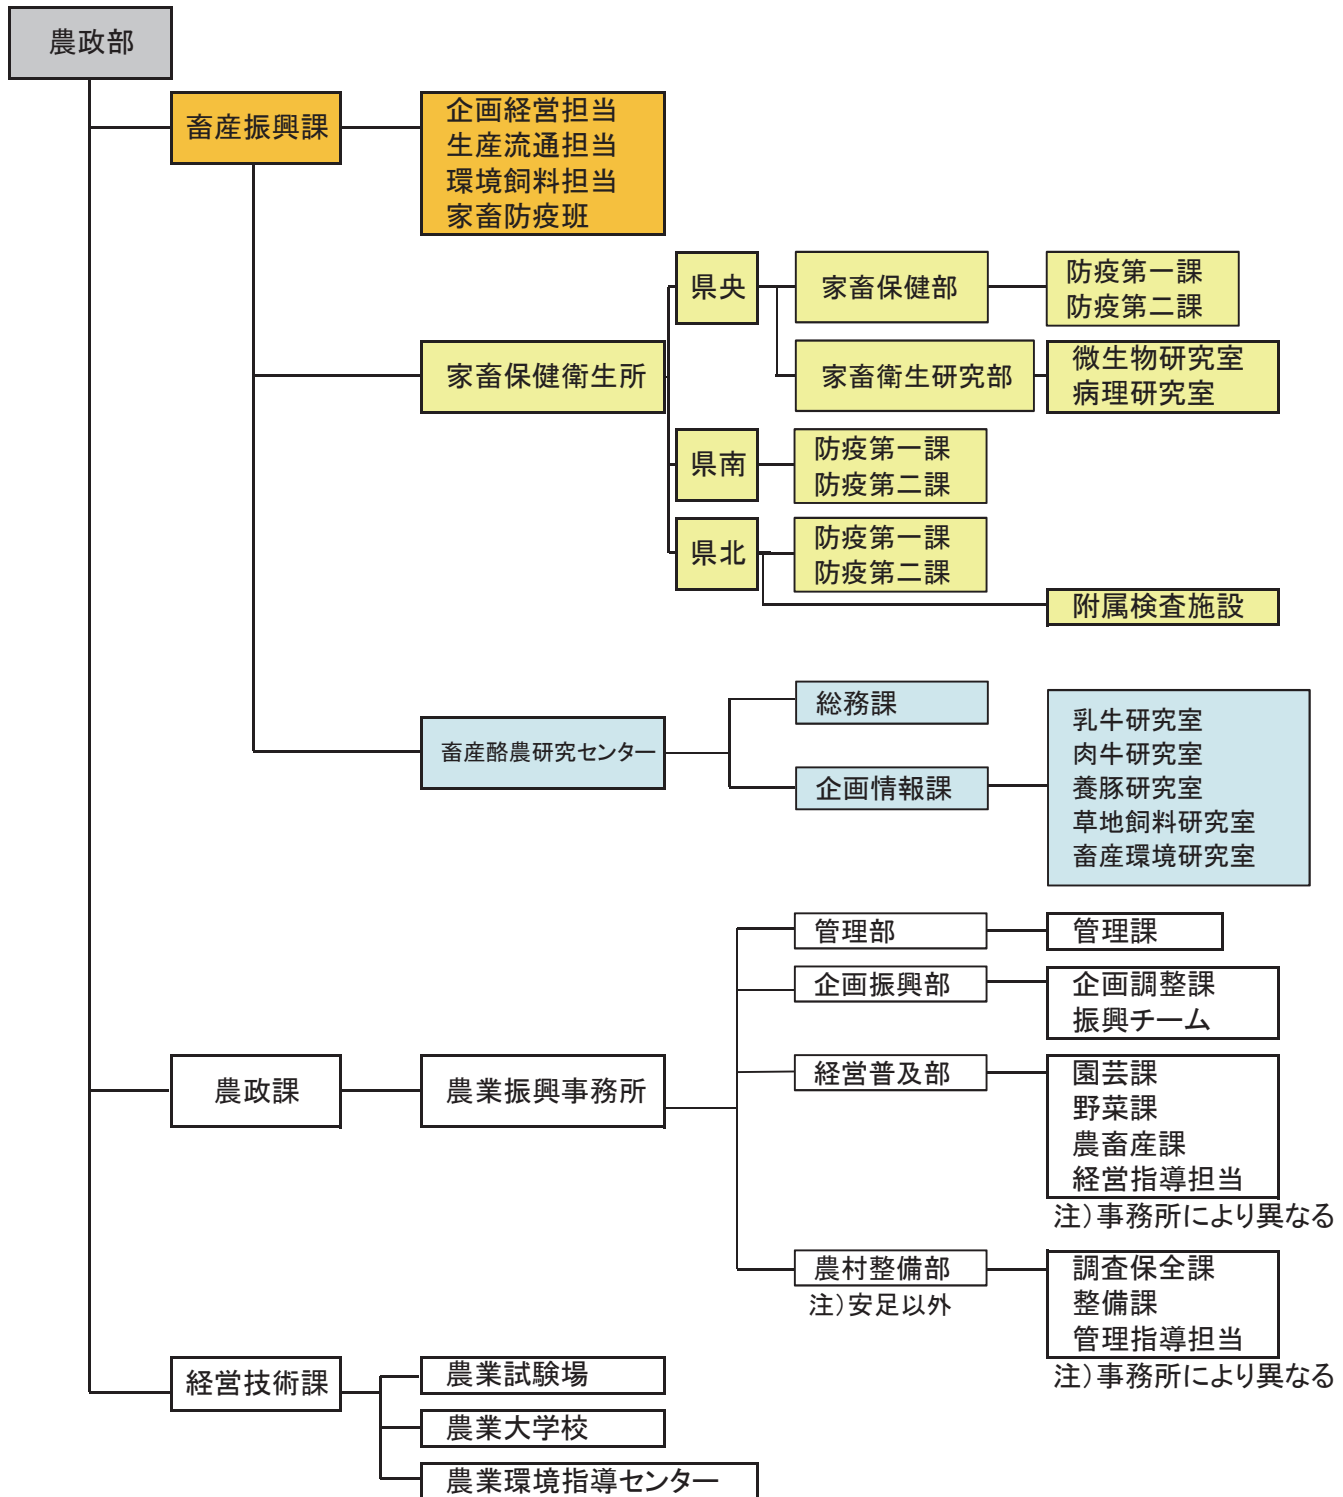 農政部
畜産振興課
企画経営担当
生産流通担当
環境飼料担当
家畜防疫班
家畜保健衛生所
県央
家畜保健部
防疫第一課
防疫第二課
家畜衛生研究部
微生物研究室
病理研究室
県南
防疫第一課
防疫第二課
県北
防疫第一課
防疫第二課
附属検査施設
畜産酪農研究センター
総務課
企画情報課
乳牛研究室
肉牛研究室
養豚研究室
草地飼料研究室
畜産環境研究室
農政課
農業振興事務所
管理部
管理課
企画振興部
企画調整課
振興チーム
経営普及部
園芸課
野菜課
農畜産課
経営指導担当
注）事務所により異なる
農村整備部
注）安足以外
調査保全課
整備課
管理指導担当
注）事務所により異なる
経営技術課
農業試験場
農業大学校
農業環境指導センター